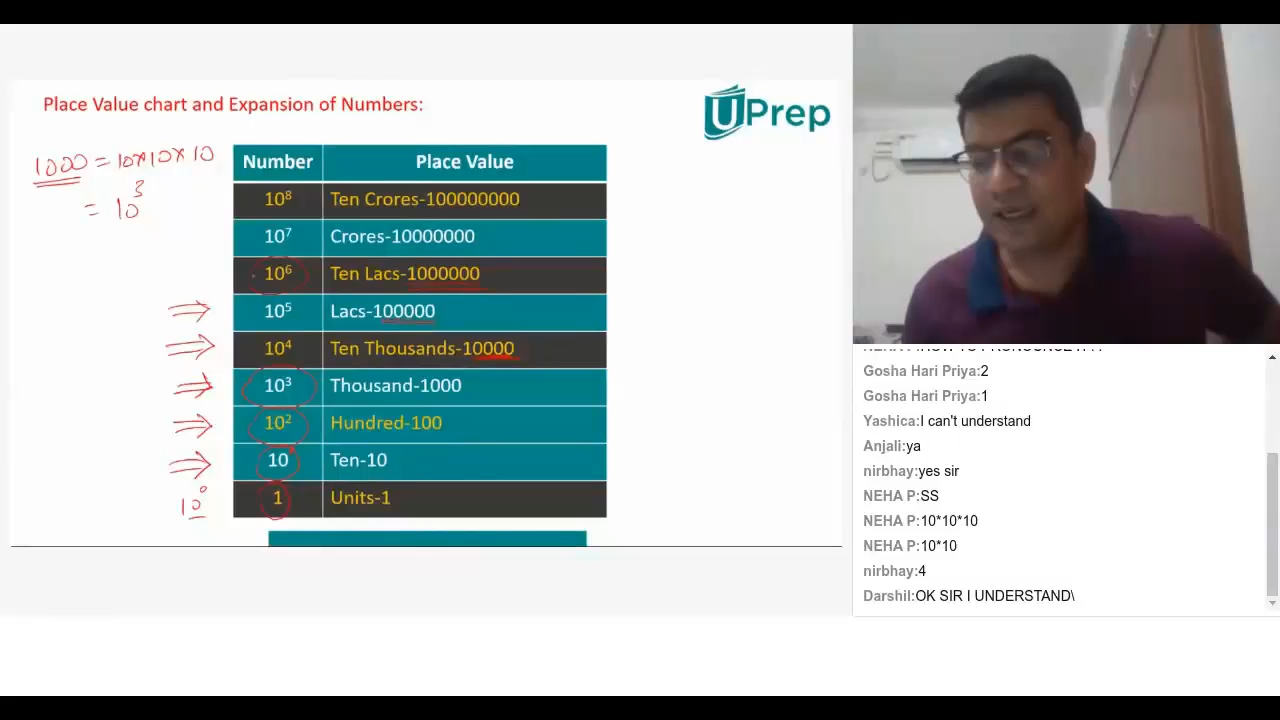 Place Value chart and Expansion of Numbers:
UPrep
1000 = 10×10×10
= 10³
Number Place Value
10⁸ Ten Crores-100000000
10⁷ Crores-10000000
10⁶ Ten Lacs-1000000
10⁵ Lacs-100000
10⁴ Ten Thousands-10000
10³ Thousand-1000
10² Hundred-100
10 Ten-10
10⁰ 1 Units-1
Gosha Hari Priya:2
Gosha Hari Priya:1
Yashica:I can't understand
Anjali:ya
nirbhay:yes sir
NEHA P:SS
NEHA P:10*10*10
NEHA P:10*10
nirbhay:4
Darshil:OK SIR I UNDERSTAND\